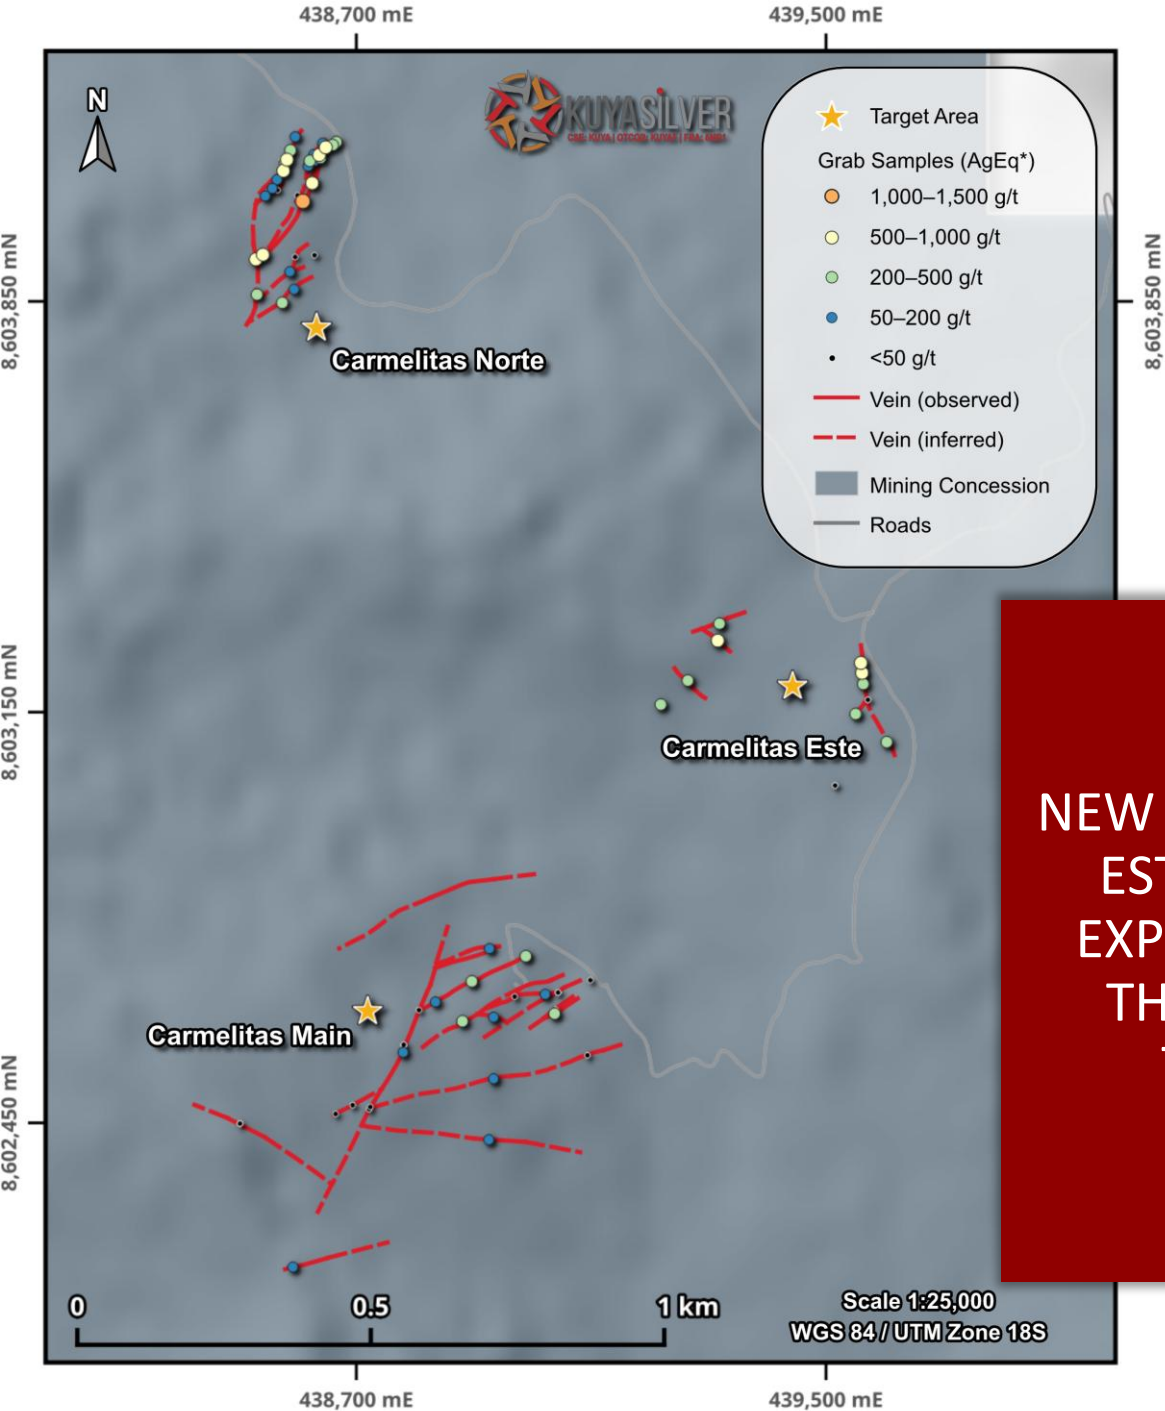 438,700 mE
439,500 mE
N
KUYASILVER
Target Area
Grab Samples (AgEq*)
1,000–1,500 g/t
500–1,000 g/t
200–500 g/t
50–200 g/t
<50 g/t
Vein (observed)
Vein (inferred)
Mining Concession
Roads
8,603,850 mN
8,603,850 mN
Carmelitas Norte
8,603,150 mN
Carmelitas Este
NEW
EST
EXP
TH
Carmelitas Main
8,602,450 mN
0
0.5
1 km
Scale 1:25,000
WGS 84 / UTM Zone 18S
438,700 mE
439,500 mE